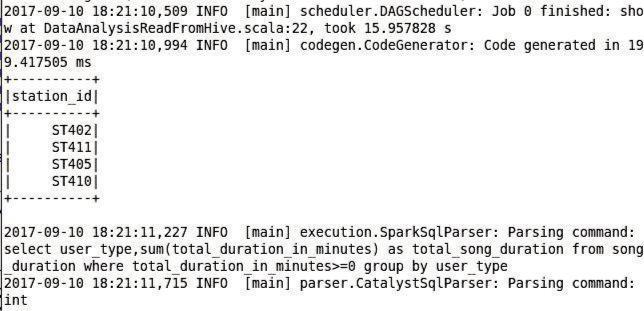 2017-09-10 18:21:10,509 INFO  [main] scheduler.DAGScheduler: Job 0 finished: sho
w at DataAnalysisReadFromHive.scala:22, took 15.957828 s
2017-09-10 18:21:10,994 INFO  [main] codegen.CodeGenerator: Code generated in 19
9.417505 ms
+----------+
|station_id|
+----------+
|     ST402|
|     ST411|
|     ST405|
|     ST410|
+----------+
2017-09-10 18:21:11,227 INFO  [main] execution.SparkSqlParser: Parsing command:
select user_type,sum(total_duration_in_minutes) as total_song_duration from song
_duration where total_duration_in_minutes>=0 group by user_type
2017-09-10 18:21:11,715 INFO  [main] parser.CatalystSqlParser: Parsing command:
int